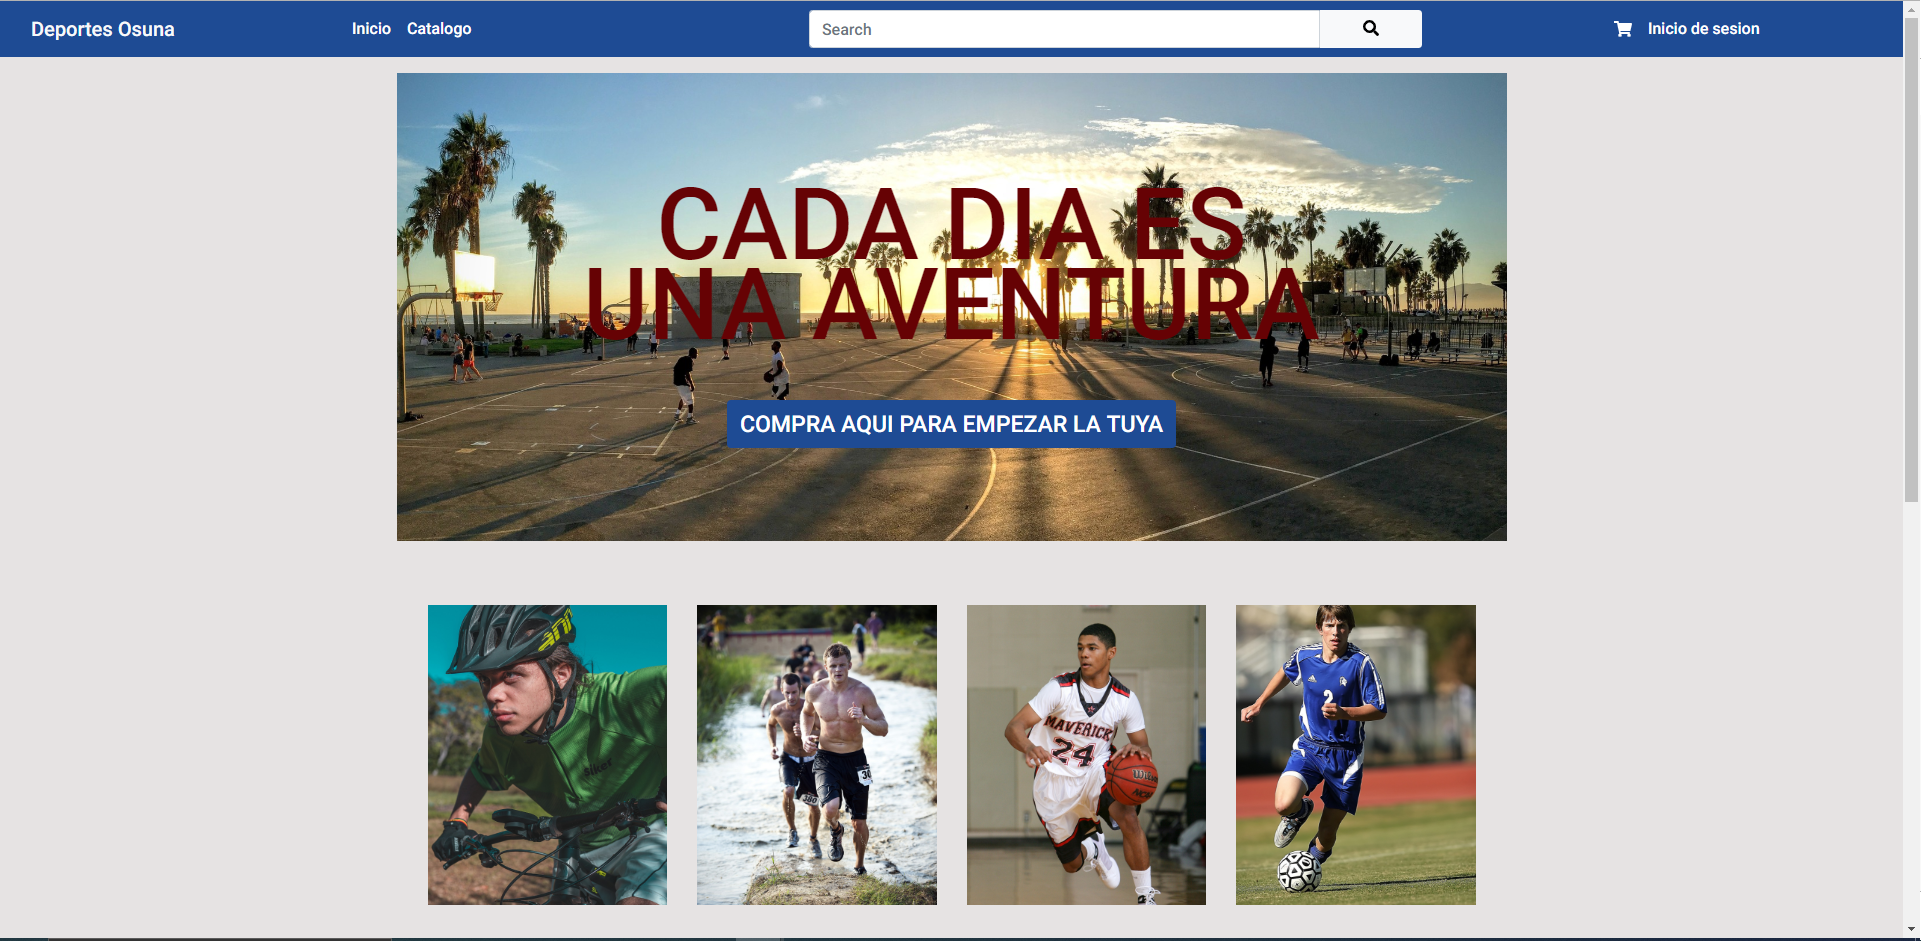 Deportes Osuna
Inicio
Catalogo
Search
Inicio de sesion
CADA DIA ES
UNA AVENTURA
COMPRA AQUI PARA EMPEZAR LA TUYA
MAVERICK
24
2